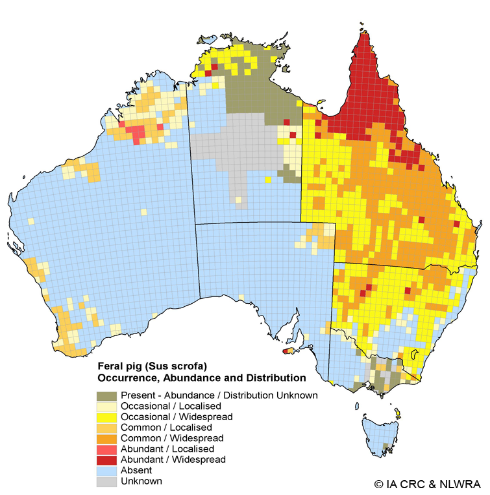 Feral pig (Sus scrofa)
Occurrence, Abundance and Distribution
Present - Abundance / Distribution Unknown
Occasional / Localised
Occasional / Widespread
Common / Localised
Common / Widespread
Abundant / Localised
Abundant / Widespread
Absent
Unknown
© IA CRC & NLWRA